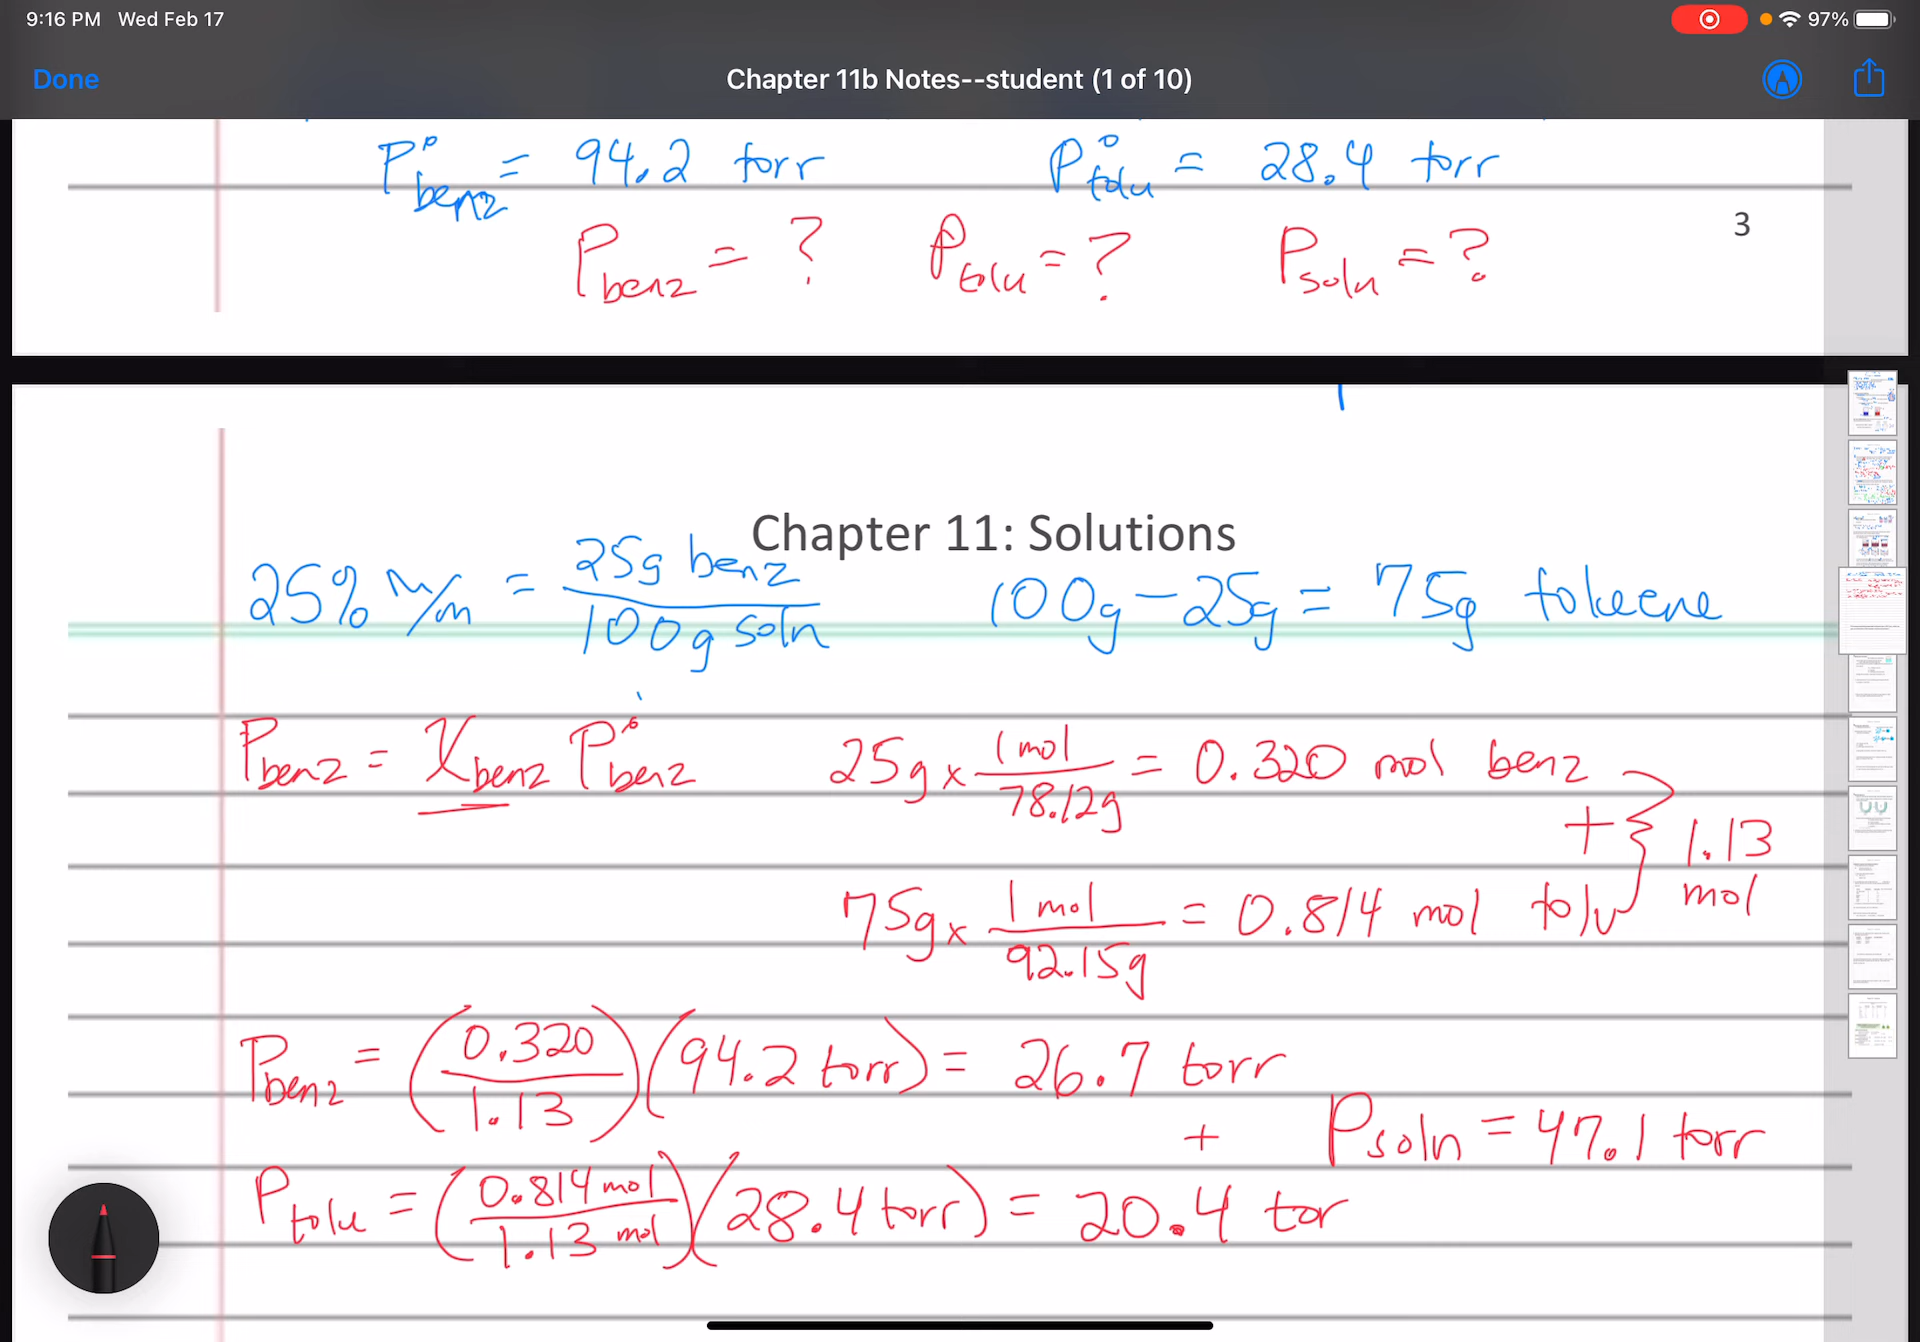 9:16 PM Wed Feb 17 97%
Done Chapter 11b Notes--student (1 of 10)
P°benz = 94.2 torr P°tolu = 28.4 torr
3
Pbenz = ? Ptolu = ? Psoln = ?
Chapter 11: Solutions
25% m/m = 25g benz / 100g soln 100g - 25g = 75g toluene
Pbenz = Xbenz P°benz 25g x 1 mol / 78.12g = 0.320 mol benz
+ } 1.13 mol
75g x 1 mol / 92.15g = 0.814 mol tolu
Pbenz = (0.320 / 1.13)(94.2 torr) = 26.7 torr
+ Psoln = 47.1 torr
Ptolu = (0.814 mol / 1.13 mol)(28.4 torr) = 20.4 tor